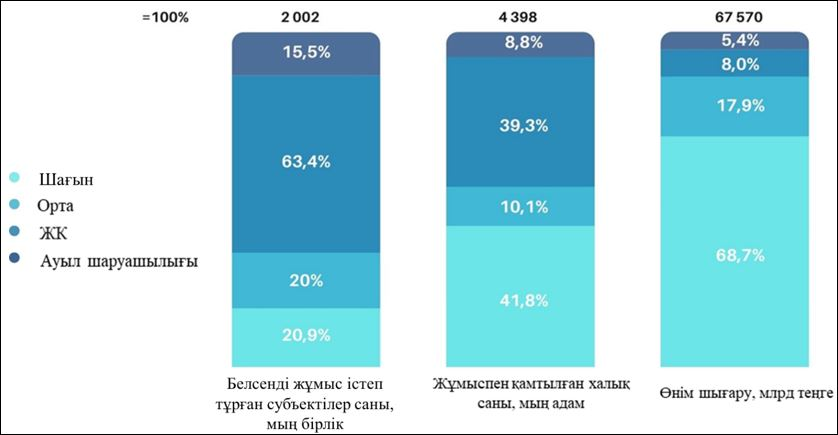 =100% 2 002 4 398 67 570
15,5% 8,8% 5,4%
8,0%
63,4% 39,3% 17,9%
Шағын
Орта
ЖК
Ауыл шаруашылығы
10,1%
20% 68,7%
20,9% 41,8%
Белсенді жұмыс істеп
тұрған субъектілер саны,
мың бірлік
Жұмыспен қамтылған халық
саны, мың адам
Өнім шығару, млрд теңге